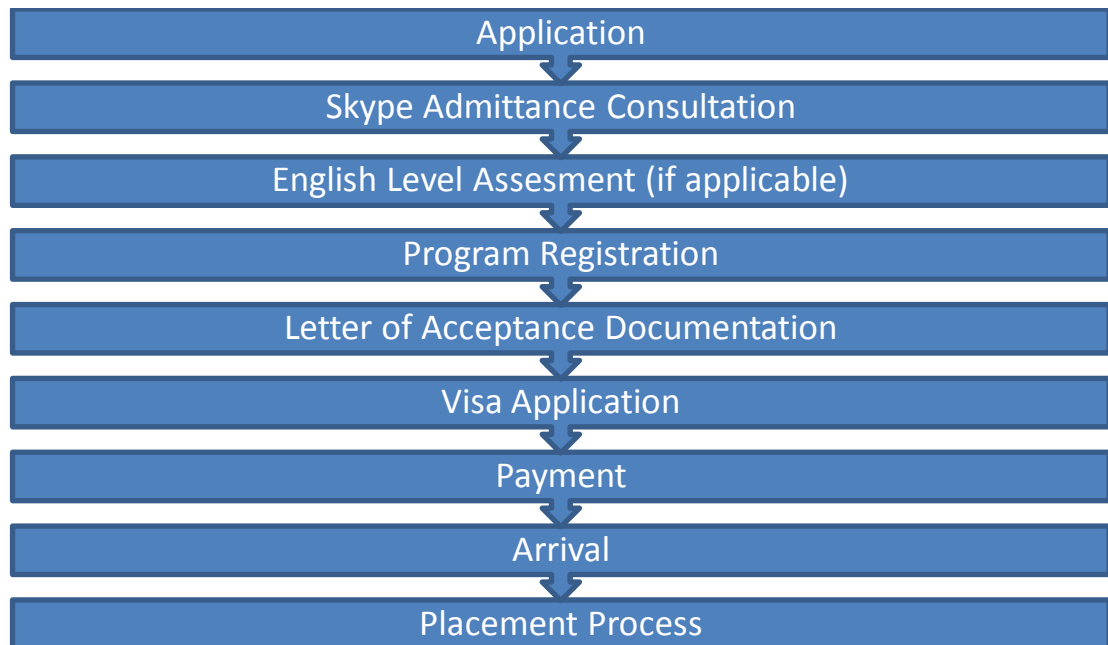 Application
Skype Admittance Consultation
English Level Assesment (if applicable)
Program Registration
Letter of Acceptance Documentation
Visa Application
Payment
Arrival
Placement Process